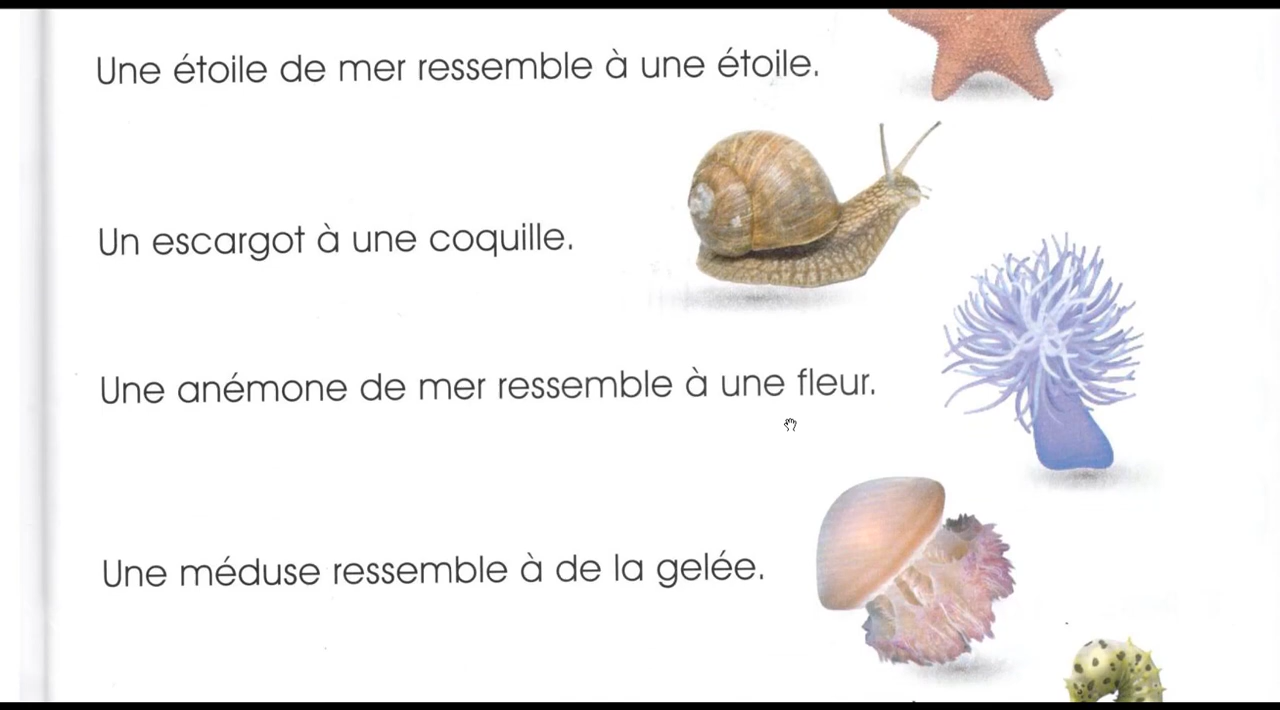 Une étoile de mer ressemble à une étoile.
Un escargot à une coquille.
Une anémone de mer ressemble à une fleur.
Une méduse ressemble à de la gelée.